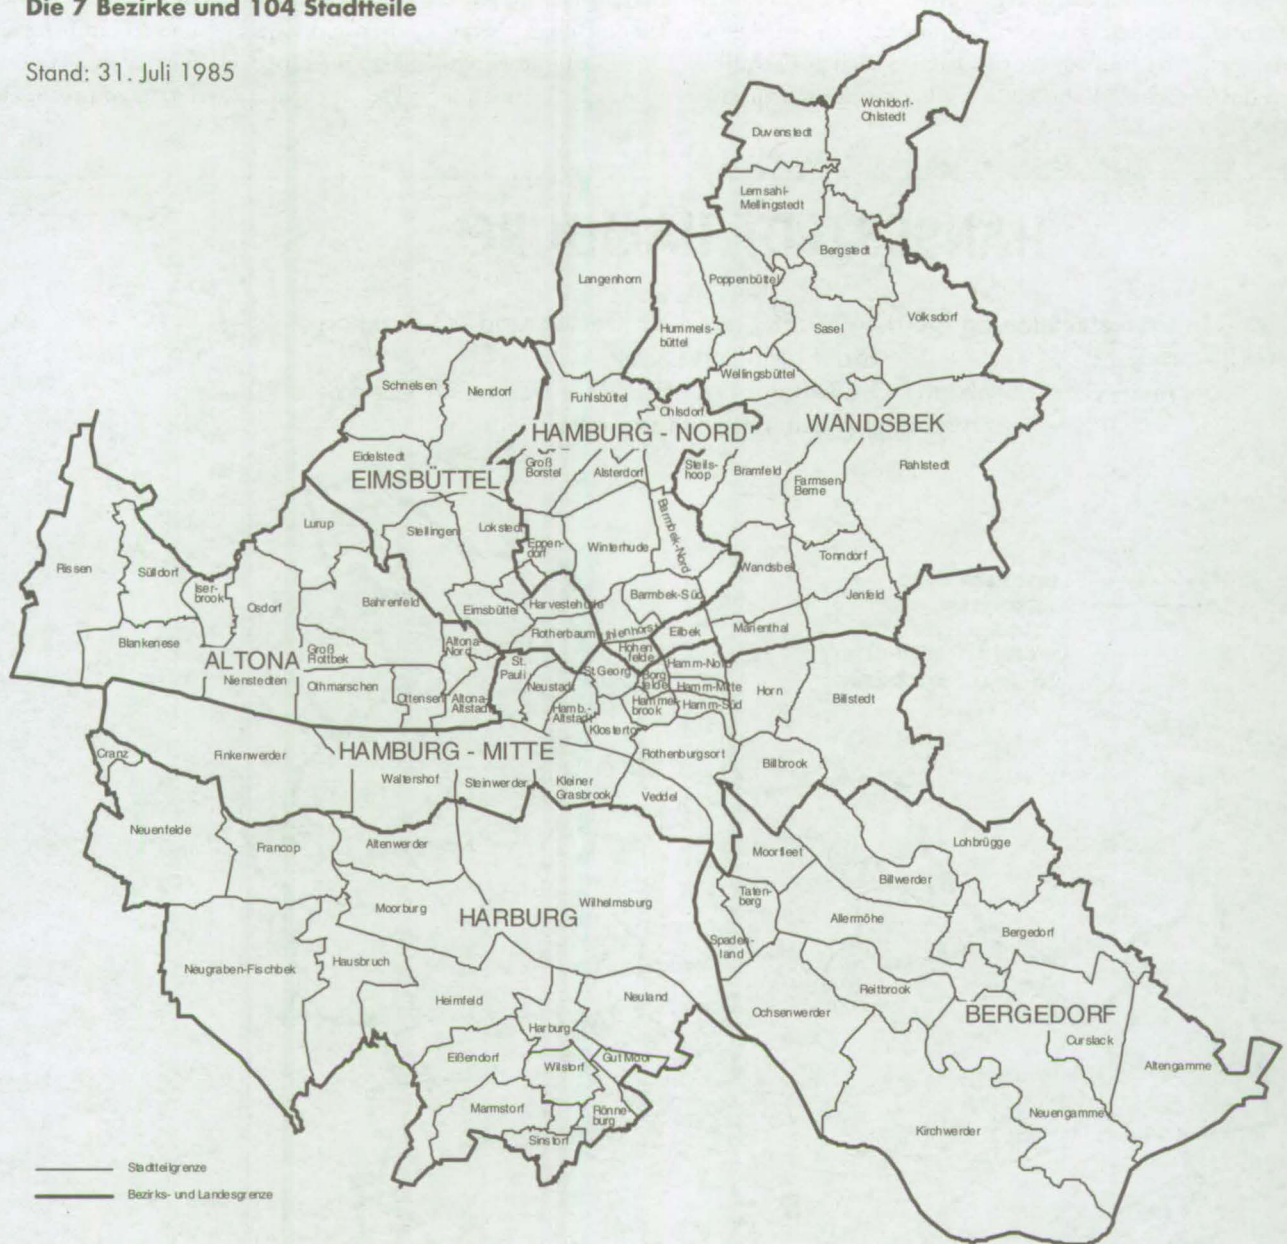 Die 7 Bezirke und 104 Stadtteile
Stand: 31. Juli 1985
Wohldorf-
Ohlstedt
Duvenstedt
Lemsahl-
Mellingstedt
Bergstedt
Langenhorn
Poppenbüttel
Volksdorf
Hummels-
büttel
Sasel
Wellingsbüttel
Schnelsen
Niendorf
Fuhlsbüttel
Ohlsdorf
WANDSBEK
HAMBURG - NORD
Eidelstedt
Groß
Borstel
Alsterdorf
Steils-
hoop
Bramfeld
Rahlstedt
EIMSBÜTTEL
Farmsen
Berne
Lurup
Stellingen
Lokstedt
Barmbek-Nord
Eppen-
dorf
Winterhude
Tonndorf
Rissen
Sülldorf
Wandsbek
Iser-
brook
Osdorf
Bahrenfeld
Eimsbüttel
Harvestehude
Barmbek-Süd
Jenfeld
Blankenese
Rotherbaum
Uhlenhorst
Eilbek
Marienthal
Altona-
Nord
Groß
Flottbek
ALTONA
Nienstedten
Othmarschen
Ottensen
Altona-
Altstadt
St.
Pauli
Neustadt
St.Georg
Hohen
felde
Borg
felde
Hamm-Nord
Hamm-Mitte
Hamm-Süd
Horn
Billstedt
Hamb.-
Altstadt
Hammer
brook
Klostertor
Cranz
Finkenwerder
HAMBURG - MITTE
Rothenburgsort
Billbrook
Waltershof
Steinwerder
Kleiner
Grasbrook
Veddel
Neuenfelde
Francop
Altenwerder
Moorfleet
Lohbrügge
Billwerder
Moorburg
HARBURG
Wilhelmsburg
Taten-
berg
Allermöhe
Bergedorf
Spaden-
land
Neugraben-Fischbek
Hausbruch
Heimfeld
Neuland
Reitbrook
Ochsenwerder
BERGEDORF
Harburg
Curslack
Eißendorf
Wilstorf
Gut Moor
Altengamme
Marmstorf
Rönne
burg
Neuengamme
Sinstorf
Kirchwerder
Stadtteilgrenze
Bezirks- und Landesgrenze